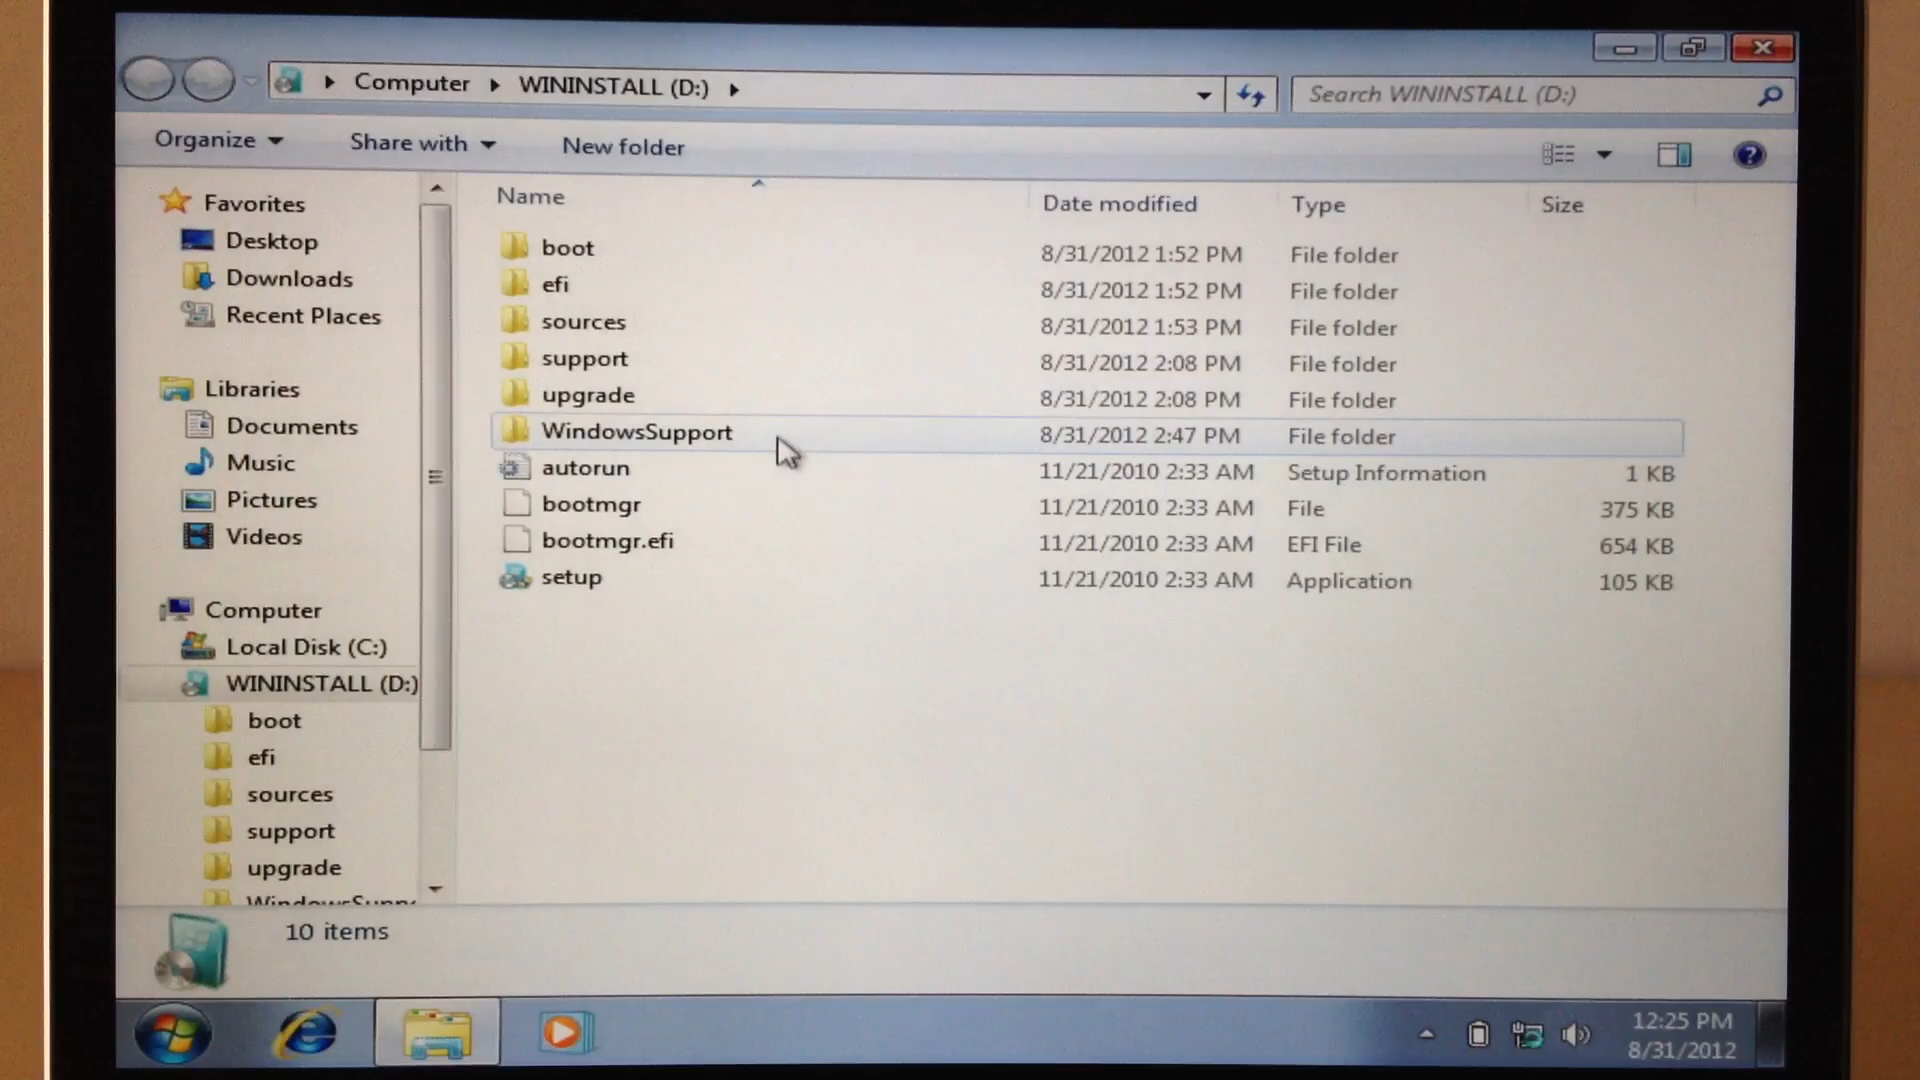 Computer WININSTALL (D:)
Search WININSTALL (D:)
Organize Share with New folder
Name Date modified Type Size
boot 8/31/2012 1:52 PM File folder
efi 8/31/2012 1:52 PM File folder
sources 8/31/2012 1:53 PM File folder
support 8/31/2012 2:08 PM File folder
upgrade 8/31/2012 2:08 PM File folder
WindowsSupport 8/31/2012 2:47 PM File folder
autorun 11/21/2010 2:33 AM Setup Information 1 KB
bootmgr 11/21/2010 2:33 AM File 375 KB
bootmgr.efi 11/21/2010 2:33 AM EFI File 654 KB
setup 11/21/2010 2:33 AM Application 105 KB
Favorites
Desktop
Downloads
Recent Places
Libraries
Documents
Music
Pictures
Videos
Computer
Local Disk (C:)
WININSTALL (D:)
boot
efi
sources
support
upgrade
10 items
12:25 PM
8/31/2012